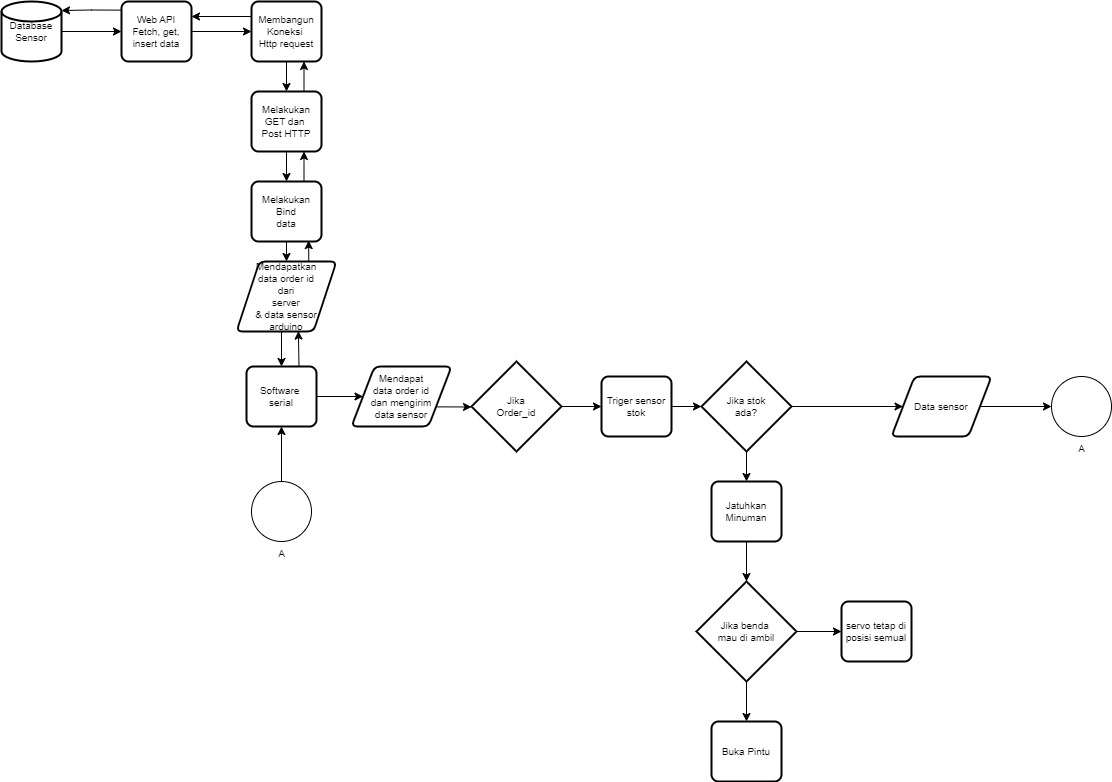 Database
Sensor
Web API
Fetch, get,
insert data
Membangun
Koneksi
Http request
Melakukan
GET dan
Post HTTP
Melakukan
Bind
data
Mendapatkan
data order id
dari
server
& data sensor
arduino
Software
serial
Mendapat
data order id
dan mengirim
data sensor
Jika
Order_id
Triger sensor
stok
Jika stok
ada?
Data sensor
A
A
Jatuhkan
Minuman
Jika benda
mau di ambil
servo tetap di
posisi semual
Buka Pintu